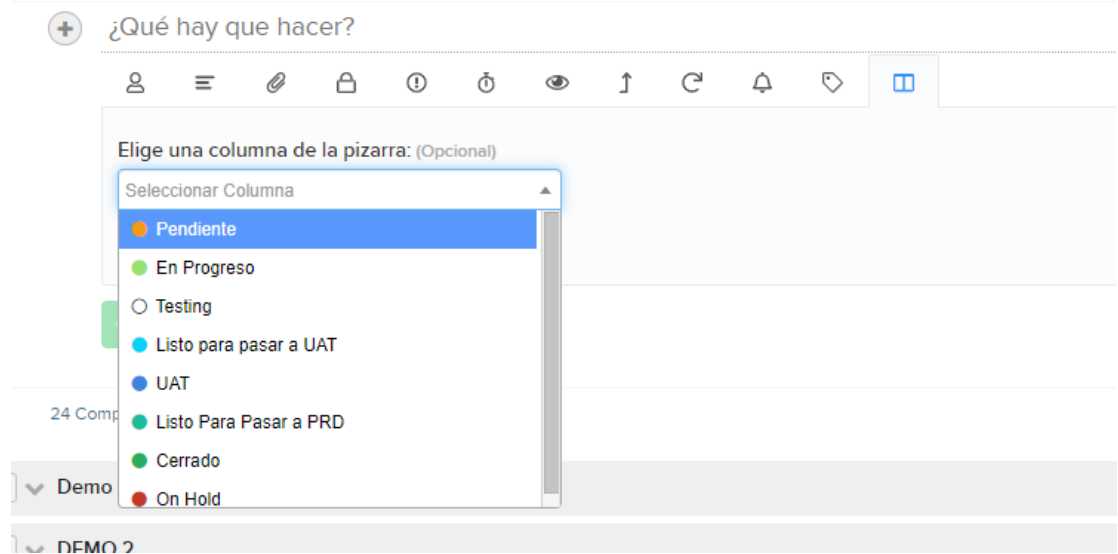 ¿Qué hay que hacer?
Elige una columna de la pizarra: (Opcional)
Seleccionar Columna
Pendiente
En Progreso
Testing
Listo para pasar a UAT
UAT
Listo Para Pasar a PRD
Cerrado
On Hold
24 Comp
Demo
DEMO 2